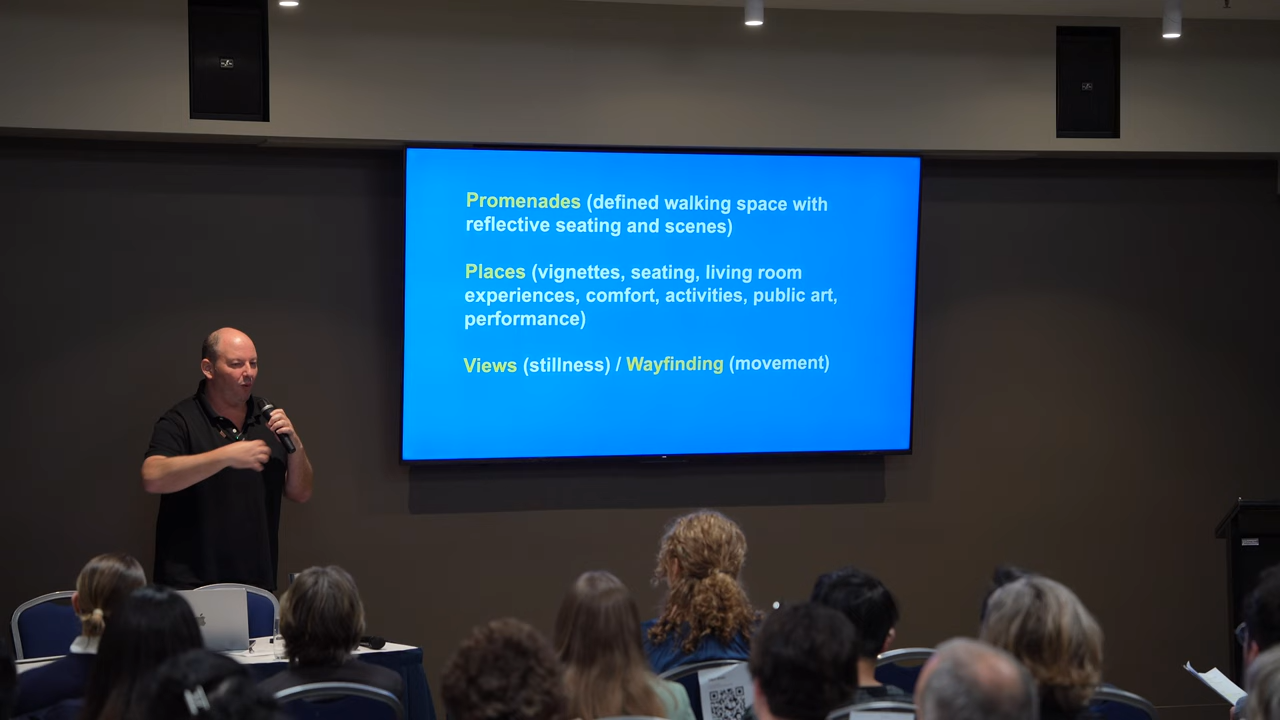 Promenades (defined walking space with
reflective seating and scenes)
Places (vignettes, seating, living room
experiences, comfort, activities, public art,
performance)
Views (stillness) / Wayfinding (movement)